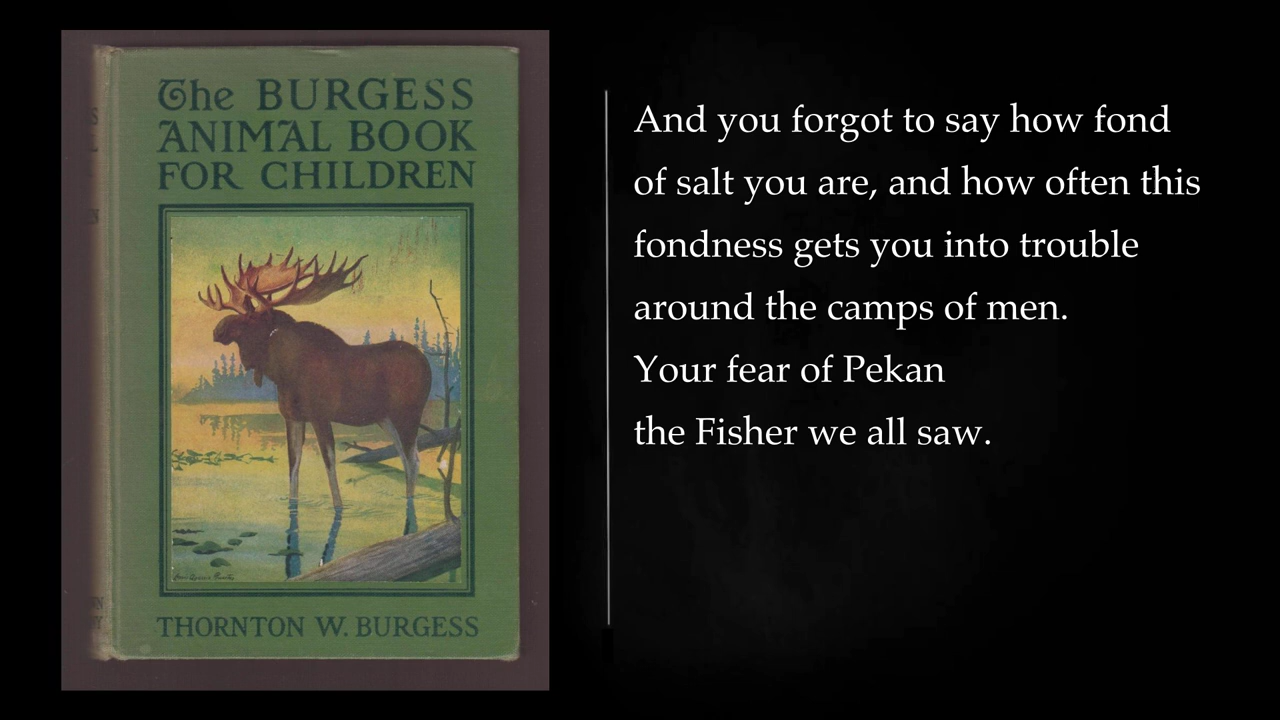 The BURGESS
ANIMAL BOOK
FOR CHILDREN
THORNTON W. BURGESS
And you forgot to say how fond
of salt you are, and how often this
fondness gets you into trouble
around the camps of men.
Your fear of Pekan
the Fisher we all saw.